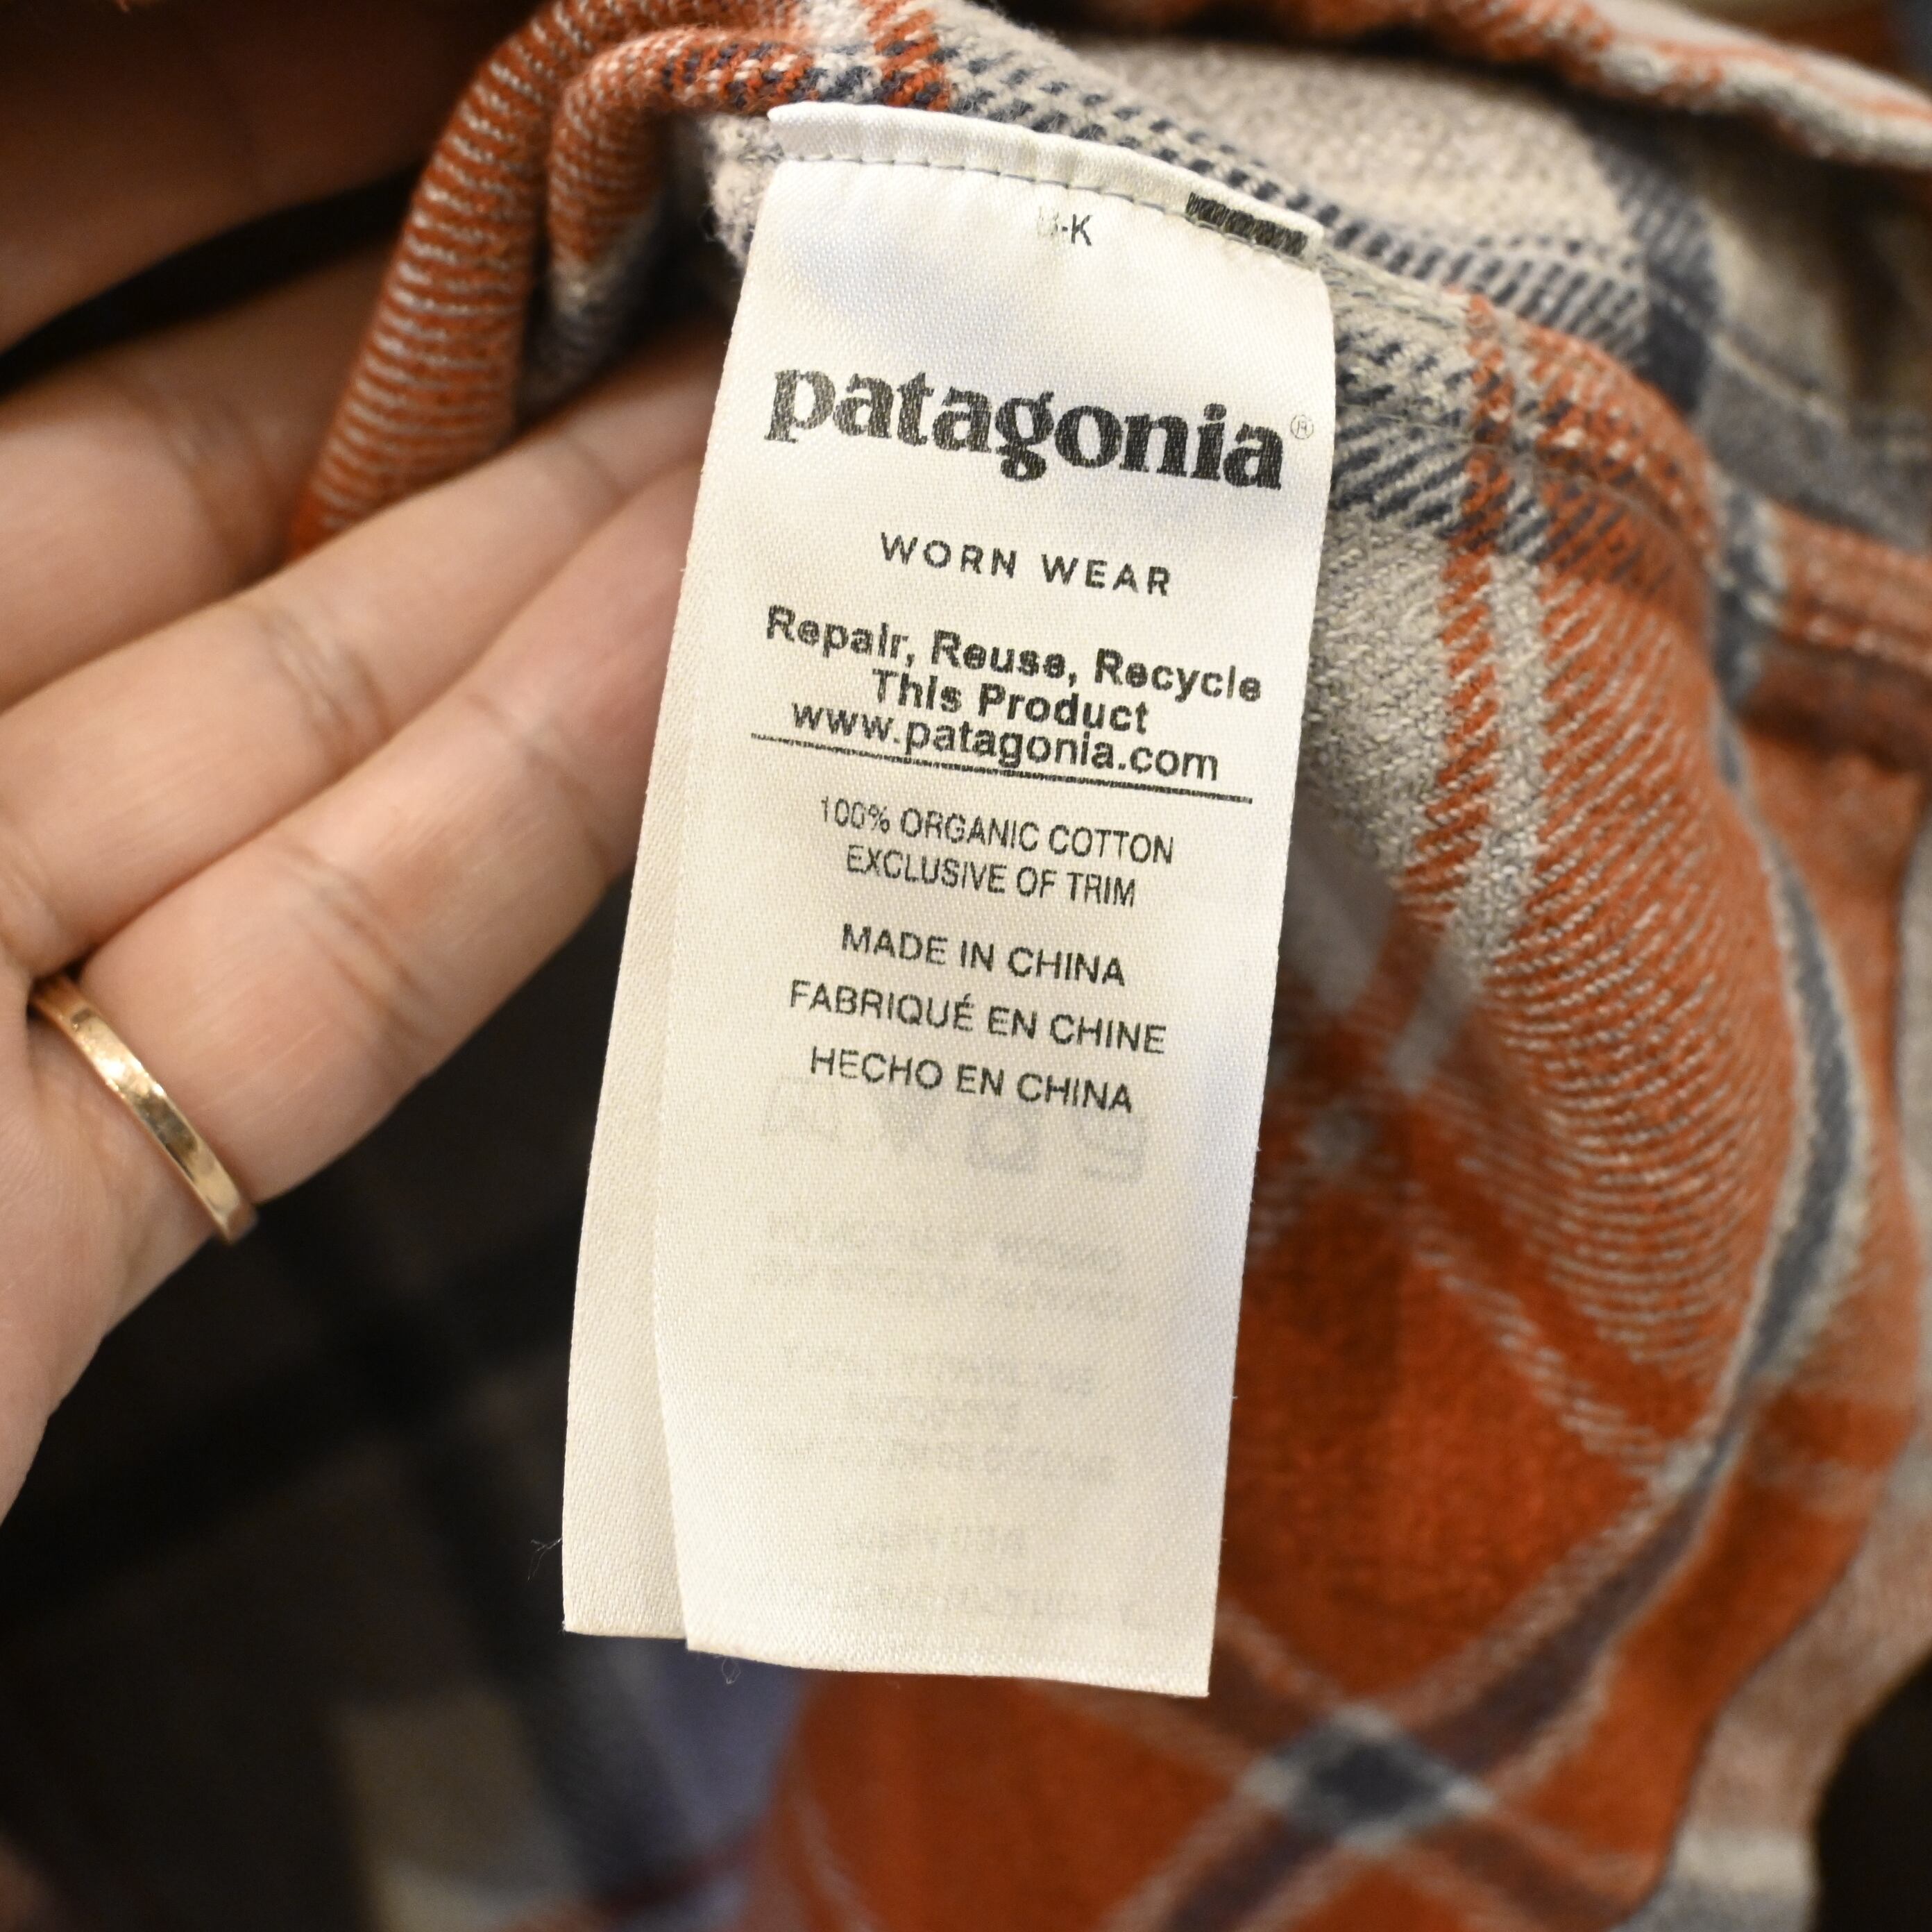 patagonia®
WORN WEAR
Repair, Reuse, Recycle
This Product
www.patagonia.com
100% ORGANIC COTTON
EXCLUSIVE OF TRIM
MADE IN CHINA
FABRIQUÉ EN CHINE
HECHO EN CHINA